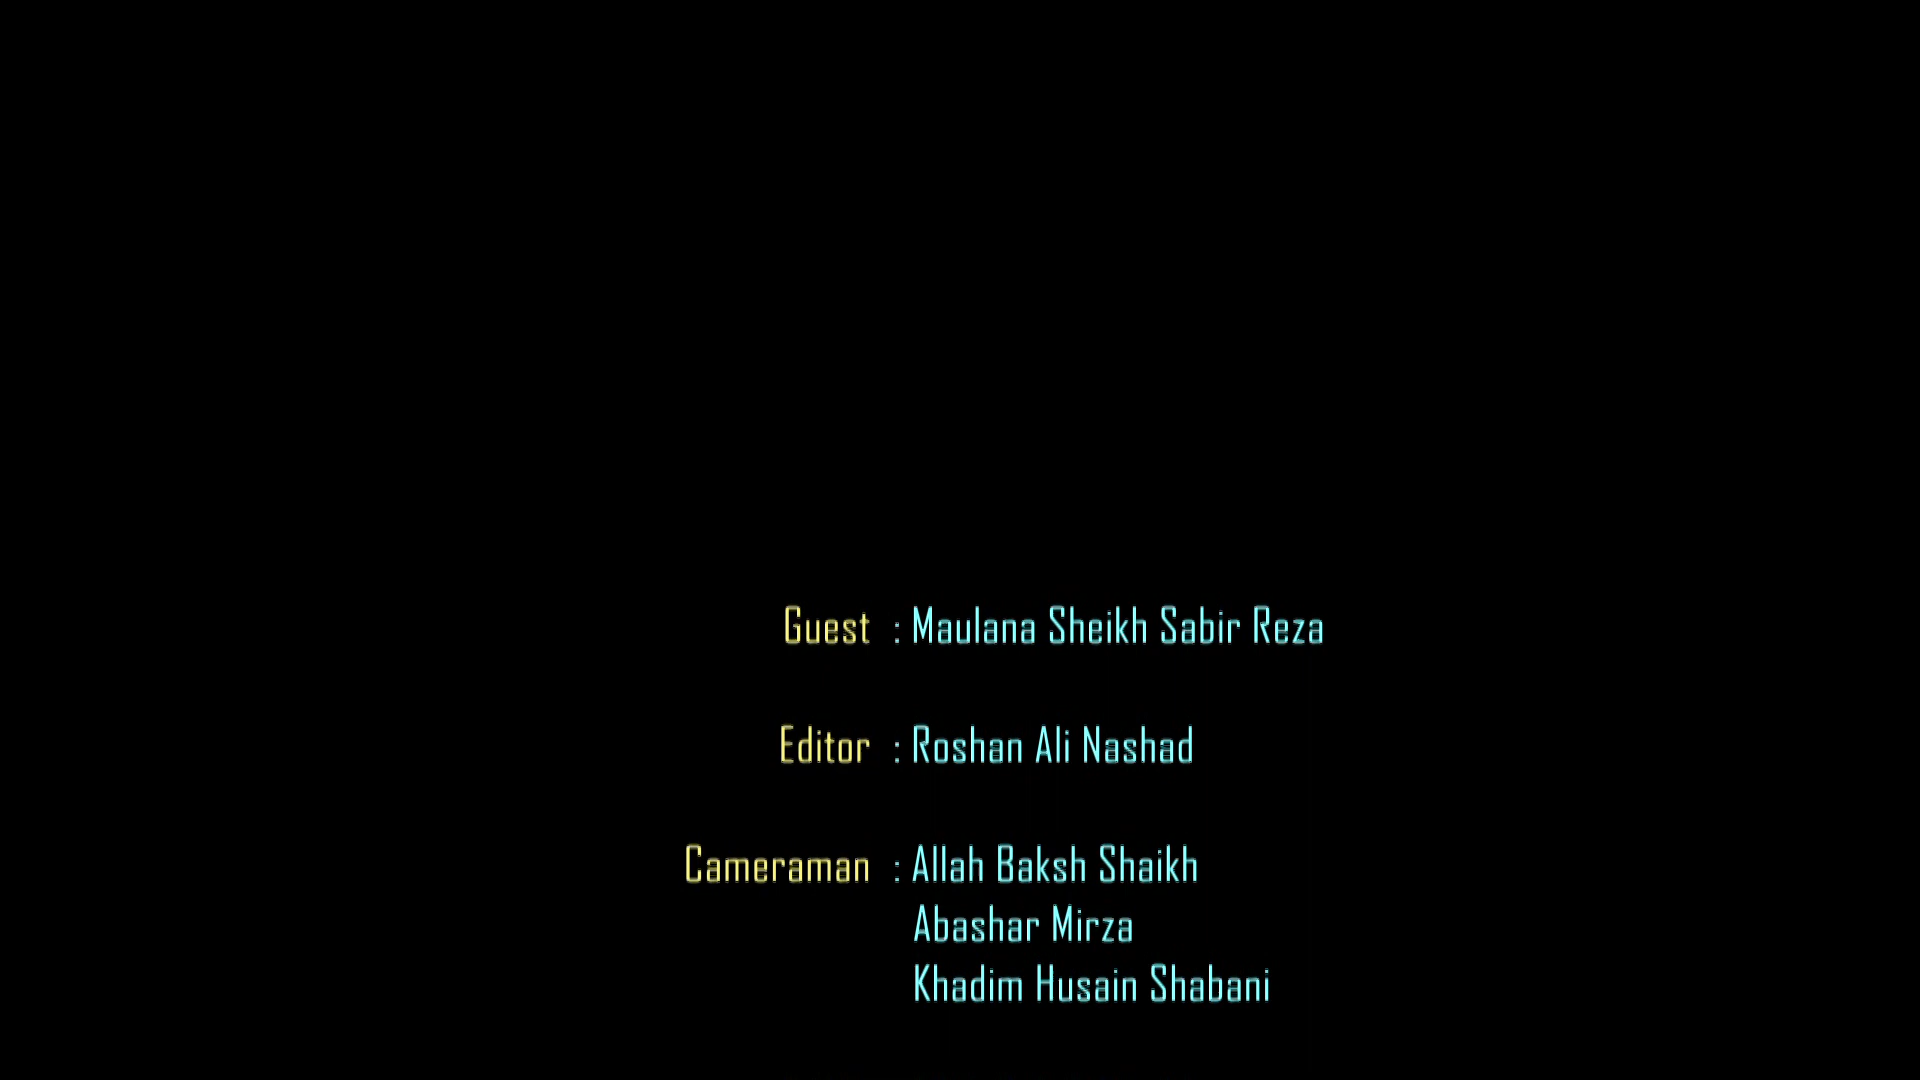 Guest : Maulana Sheikh Sabir Reza
Editor : Roshan Ali Nashad
Cameraman : Allah Baksh Shaikh
Abashar Mirza
Khadim Husain Shabani